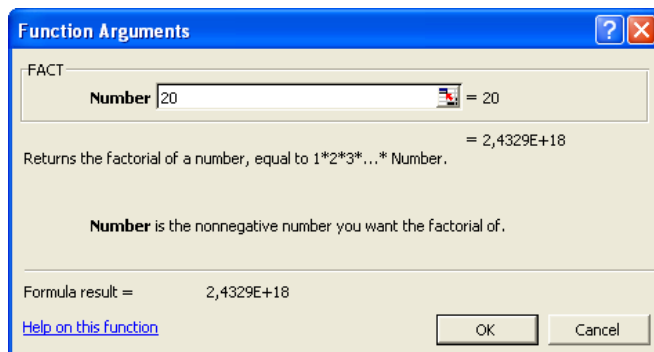 Function Arguments
FACT
Number 20 = 20
= 2,4329E+18
Returns the factorial of a number, equal to 1*2*3*...* Number.
Number is the nonnegative number you want the factorial of.
Formula result = 2,4329E+18
Help on this function OK Cancel